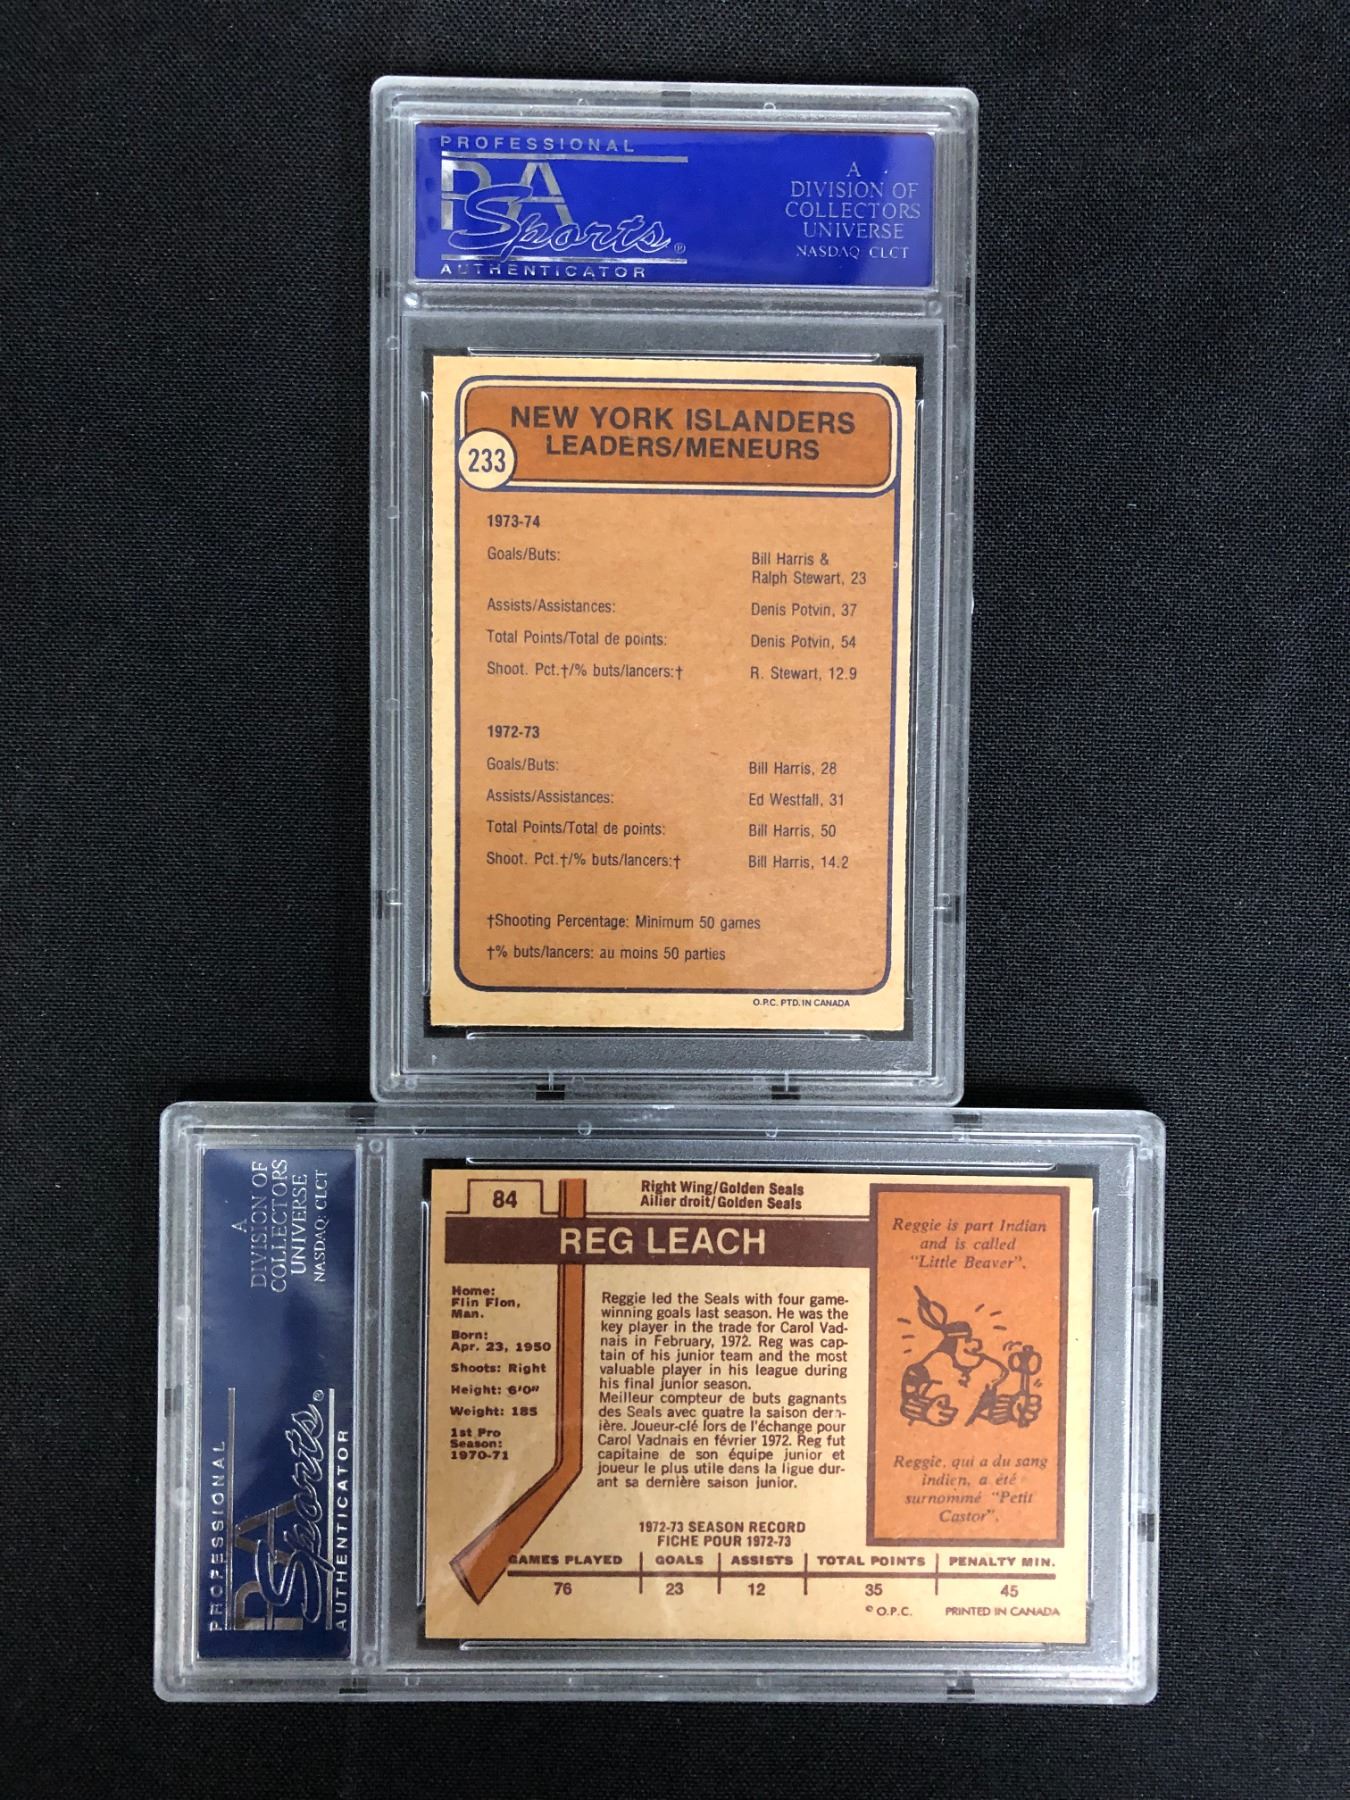 PROFESSIONAL
PSA
Sports®
AUTHENTICATOR
A
DIVISION OF
COLLECTORS
UNIVERSE
NASDAQ: CLCT
NEW YORK ISLANDERS
LEADERS/MENEURS
233
1973-74
Goals/Buts: Bill Harris &
Ralph Stewart, 23
Assists/Assistances: Denis Potvin, 37
Total Points/Total de points: Denis Potvin, 54
Shoot. Pct.†/% buts/lancers:† R. Stewart, 12.9
1972-73
Goals/Buts: Bill Harris, 28
Assists/Assistances: Ed Westfall, 31
Total Points/Total de points: Bill Harris, 50
Shoot. Pct.†/% buts/lancers:† Bill Harris, 14.2
†Shooting Percentage: Minimum 50 games
†% buts/lancers: au moins 50 parties
O.P.C. PTD. IN CANADA
A
DIVISION OF
COLLECTORS
UNIVERSE
NASDAQ: CLCT
PROFESSIONAL
PSA
Sports®
AUTHENTICATOR
84
Right Wing/Golden Seals
Ailier droit/Golden Seals
REG LEACH
Home:
Flin Flon,
Man.
Born:
Apr. 23, 1950
Shoots: Right
Height: 6'0"
Weight: 185
1st Pro
Season:
1970-71
Reggie led the Seals with four game-
winning goals last season. He was the
key player in the trade for Carol Vad-
nais in February, 1972. Reg was cap-
tain of his junior team and the most
valuable player in his league during
his final junior season.
Meilleur compteur de buts gagnants
des Seals avec quatre la saison dern-
ière. Joueur-clé lors de l'échange pour
Carol Vadnais en février 1972. Reg fut
capitaine de son équipe junior et
joueur le plus utile dans la ligue dur-
ant sa dernière saison junior.
Reggie is part Indian
and is called
"Little Beaver".
Reggie, qui a du sang
indien, a été
surnommé "Petit
Castor".
1972-73 SEASON RECORD
FICHE POUR 1972-73
GAMES PLAYED GOALS ASSISTS TOTAL POINTS PENALTY MIN.
76 23 12 35 45
© O.P.C. PRINTED IN CANADA